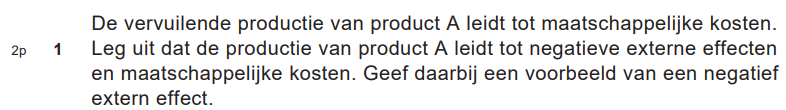 De vervuilende productie van product A leidt tot maatschappelijke kosten.
2p 1 Leg uit dat de productie van product A leidt tot negatieve externe effecten
en maatschappelijke kosten. Geef daarbij een voorbeeld van een negatief
extern effect.